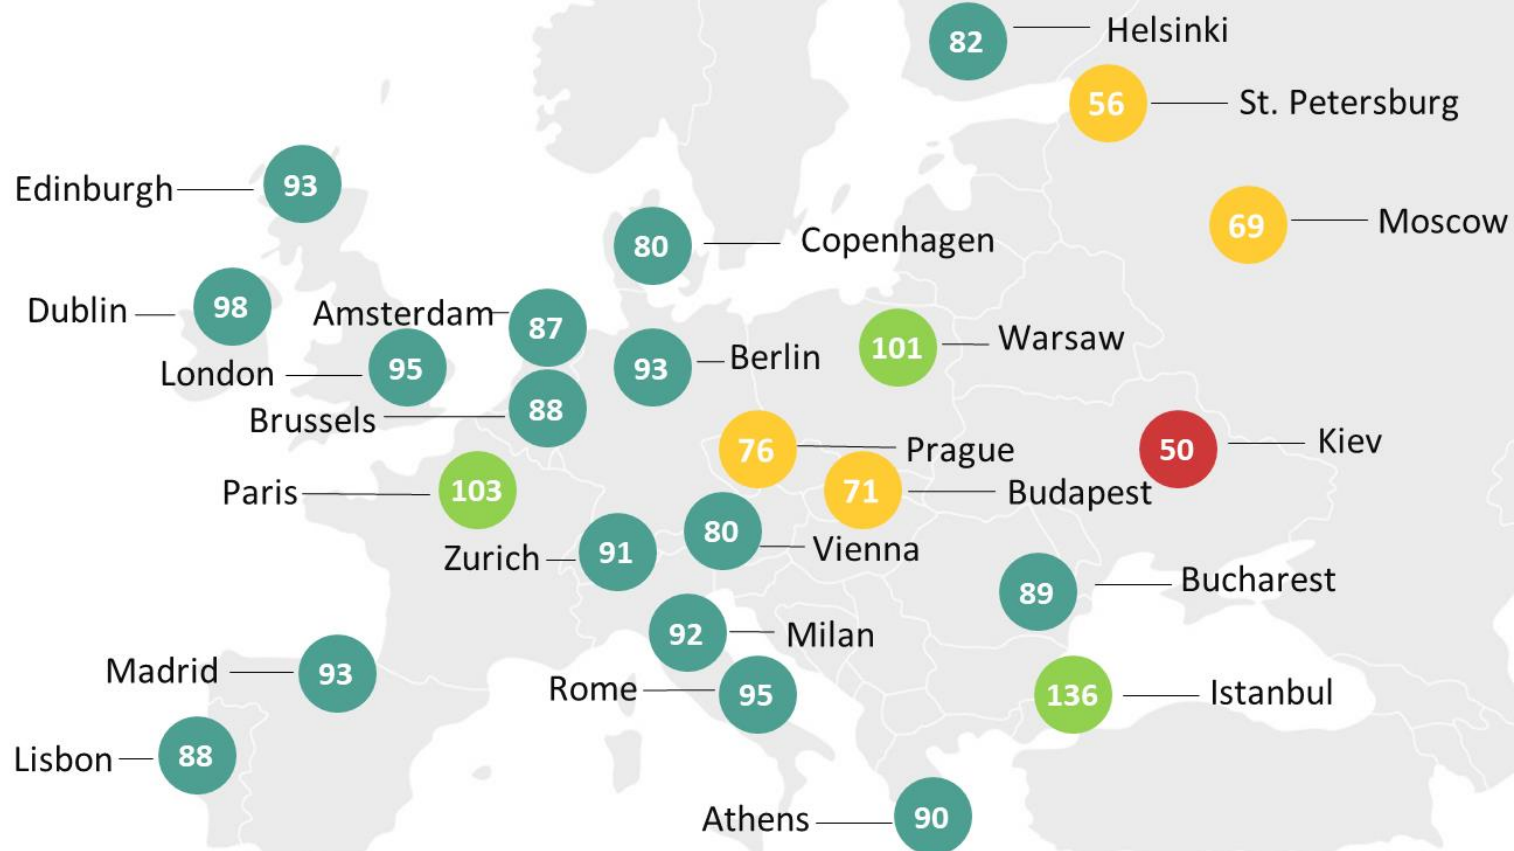 82 Helsinki
56 St. Petersburg
Edinburgh 93
69 Moscow
80 Copenhagen
Dublin 98
Amsterdam 87
101 Warsaw
London 95
93 Berlin
Brussels 88
76 Prague
50 Kiev
Paris 103
71 Budapest
Zurich 91
80 Vienna
89 Bucharest
92 Milan
Madrid 93
Rome 95
136 Istanbul
Lisbon 88
Athens 90